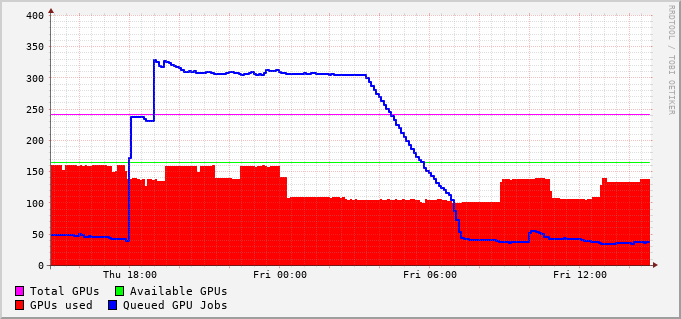 400
350
300
250
200
150
100
50
0
Thu 18:00 Fri 00:00 Fri 06:00 Fri 12:00
Total GPUs Available GPUs
GPUs used Queued GPU Jobs
RRDTOOL / TOBI OETIKER